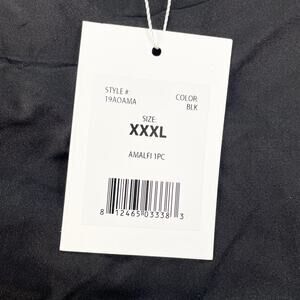 STYLE #:
19AOAMA
COLOR:
BLK
SIZE:
XXXL
AMALFI 1PC
8 12465 03338 3